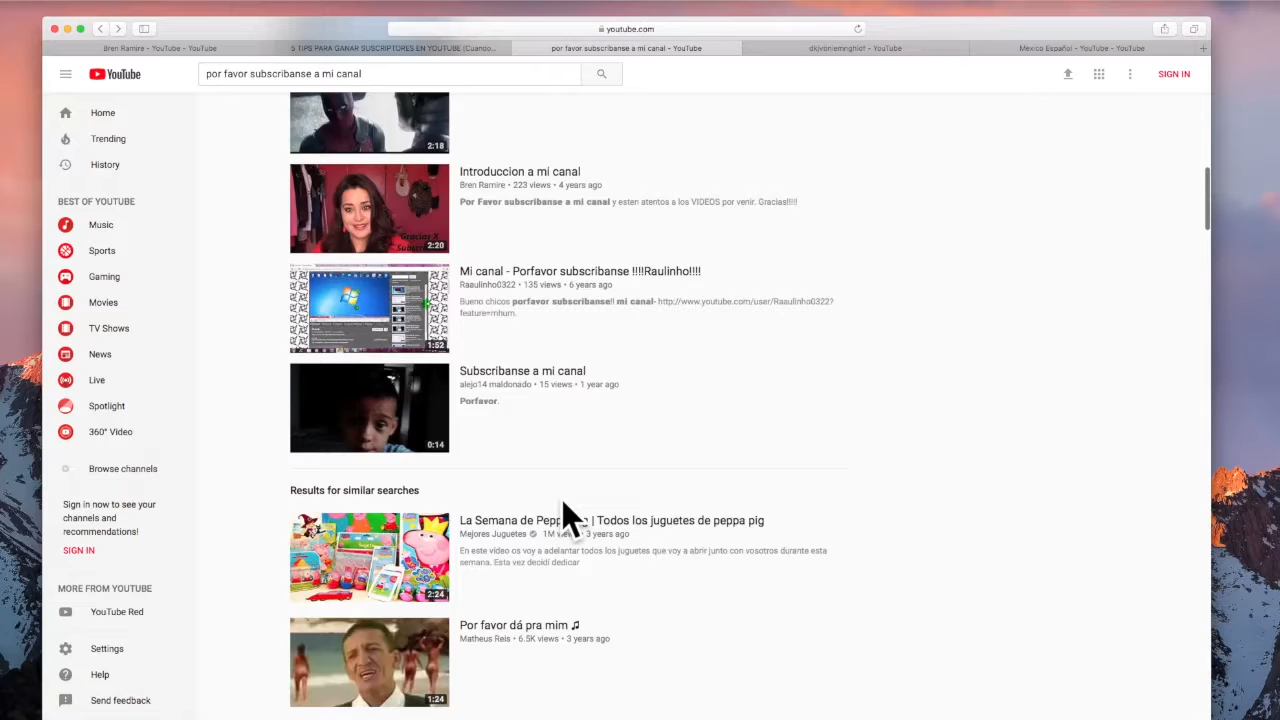 youtube.com
Bren Ramire - YouTube - YouTube
5 TIPS PARA GANAR SUSCRIPTORES EN YOUTUBE (Cuando...
por favor subscribanse a mi canal - YouTube
dkjvbniemnghiof - YouTube
Mexico Español - YouTube - YouTube
YouTube
por favor subscribanse a mi canal
SIGN IN
Home
Trending
History
BEST OF YOUTUBE
Music
Sports
Gaming
Movies
TV Shows
News
Live
Spotlight
360° Video
Browse channels
Sign in now to see your
channels and
recommendations!
SIGN IN
MORE FROM YOUTUBE
YouTube Red
Settings
Help
Send feedback
2:18
Introduccion a mi canal
Bren Ramire • 223 views • 4 years ago
Por Favor subscribanse a mi canal y esten atentos a los VIDEOS por venir. Gracias!!!!!
Gracias X
2:20
Mi canal - Porfavor subscribanse !!!!Raulinho!!!!
Raaulinho0322 • 135 views • 6 years ago
Bueno chicos porfavor subscribanse!! mi canal- http://www.youtube.com/user/Raaulinho0322?
feature=mhum.
1:52
Subscribanse a mi canal
alejo14 maldonado • 15 views • 1 year ago
Porfavor.
0:14
Results for similar searches
La Semana de | Todos los juguetes de peppa pig
Mejores Juguetes 3 years ago
En este vídeo os voy a adelantar todos los juguetes que voy a abrir junto con vosotros durante esta
semana. Esta vez decidí dedicar
2:24
Por favor dá pra mim ♫
Matheus Reis • 6.5K views • 3 years ago
1:24